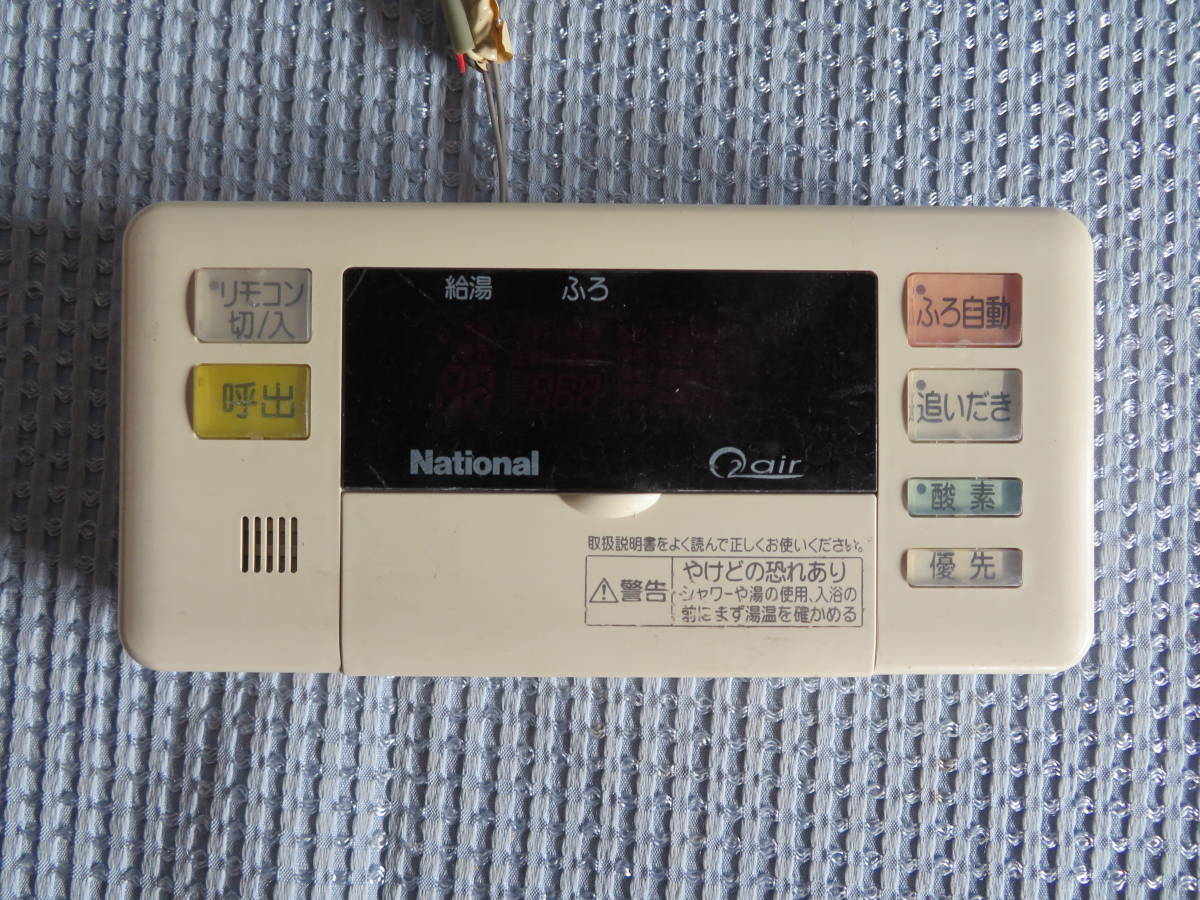 リモコン
切/入
呼出
給湯 ふろ
National
O2air
取扱説明書をよく読んで正しくお使いください。
警告
やけどの恐れあり
シャワーや湯の使用、入浴の
前にまず湯温を確かめる
ふろ自動
追いだき
酸素
優先